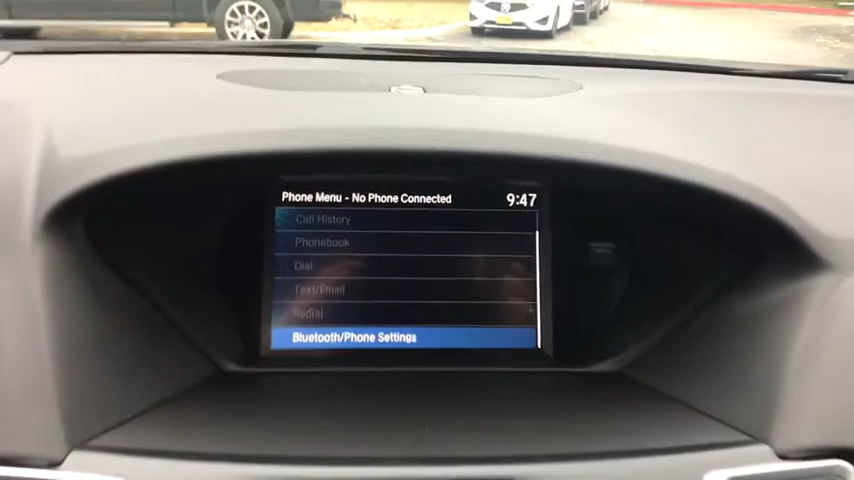 Phone Menu - No Phone Connected 9:47
Call History
Phonebook
Dial
Text/Email
Redial
Bluetooth/Phone Settings